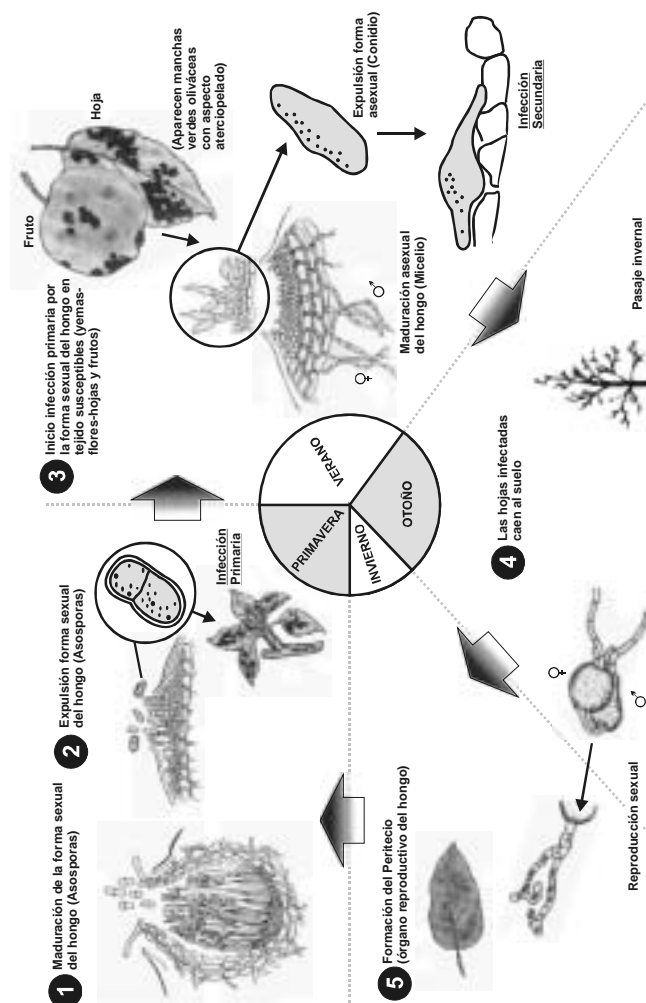 1
Maduración de la forma sexual
del hongo (Asosporas)
2
Expulsión forma sexual
del hongo (Asosporas)
Infección
Primaria
3
Inicio infección primaria por
la forma sexual del hongo en
tejido susceptibles (yemas-
flores-hojas y frutos)
Fruto
Hoja
(Aparecen manchas
verdes oliváceas
con aspecto
aterciopelado)
Maduración asexual
del hongo (Micelio)
♀
♂
Expulsión forma
asexual (Conidio)
Infección
Secundaria
PRIMAVERA
VERANO
OTOÑO
INVIERNO
4
Las hojas infectadas
caen al suelo
Pasaje invernal
5
Formación del Peritecio
(órgano reproductivo del hongo)
♀
♂
Reproducción sexual